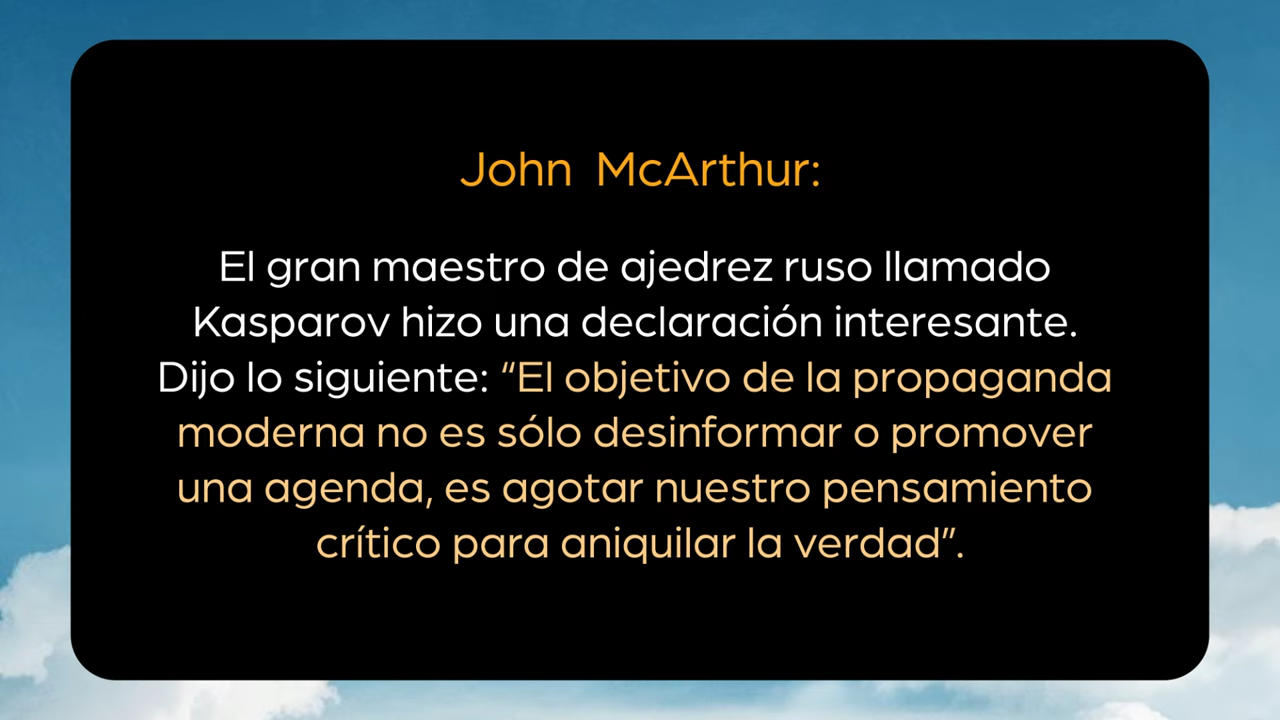 John McArthur:
El gran maestro de ajedrez ruso llamado
Kasparov hizo una declaración interesante.
Dijo lo siguiente: “El objetivo de la propaganda
moderna no es sólo desinformar o promover
una agenda, es agotar nuestro pensamiento
crítico para aniquilar la verdad”.